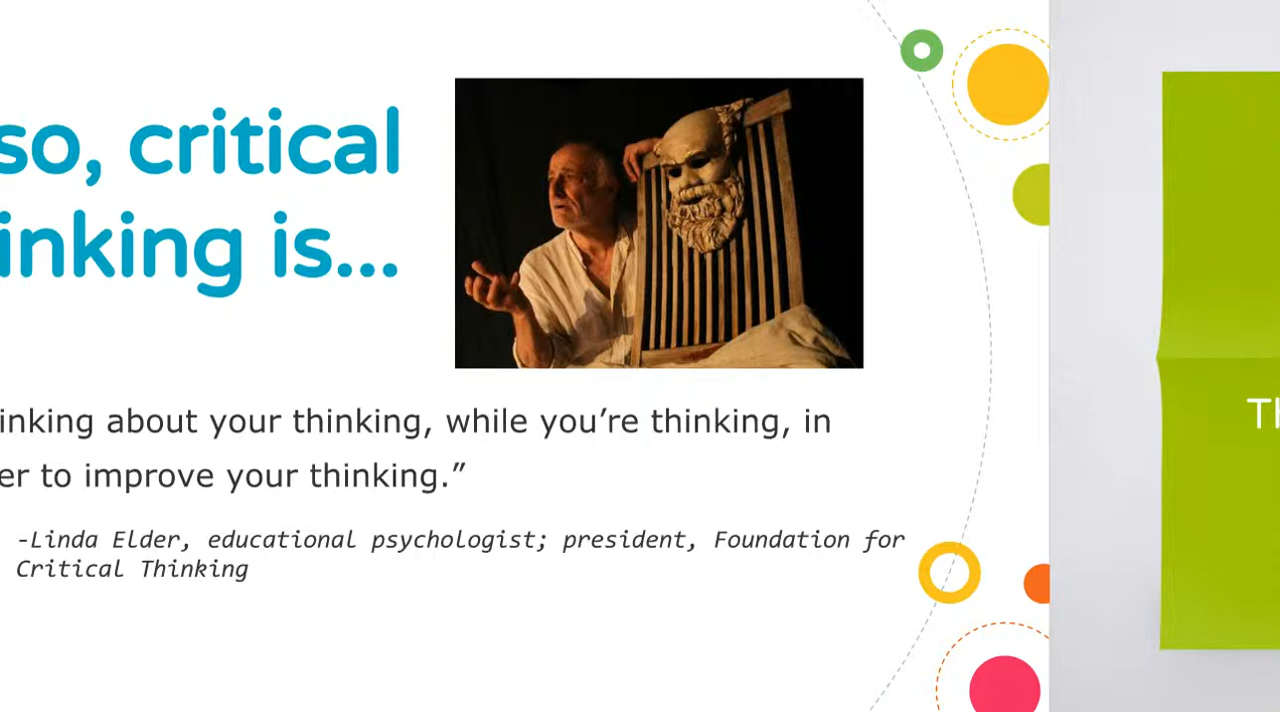 so, critical
inking is...
inking about your thinking, while you’re thinking, in
er to improve your thinking.”
-Linda Elder, educational psychologist; president, Foundation for
Critical Thinking
Th